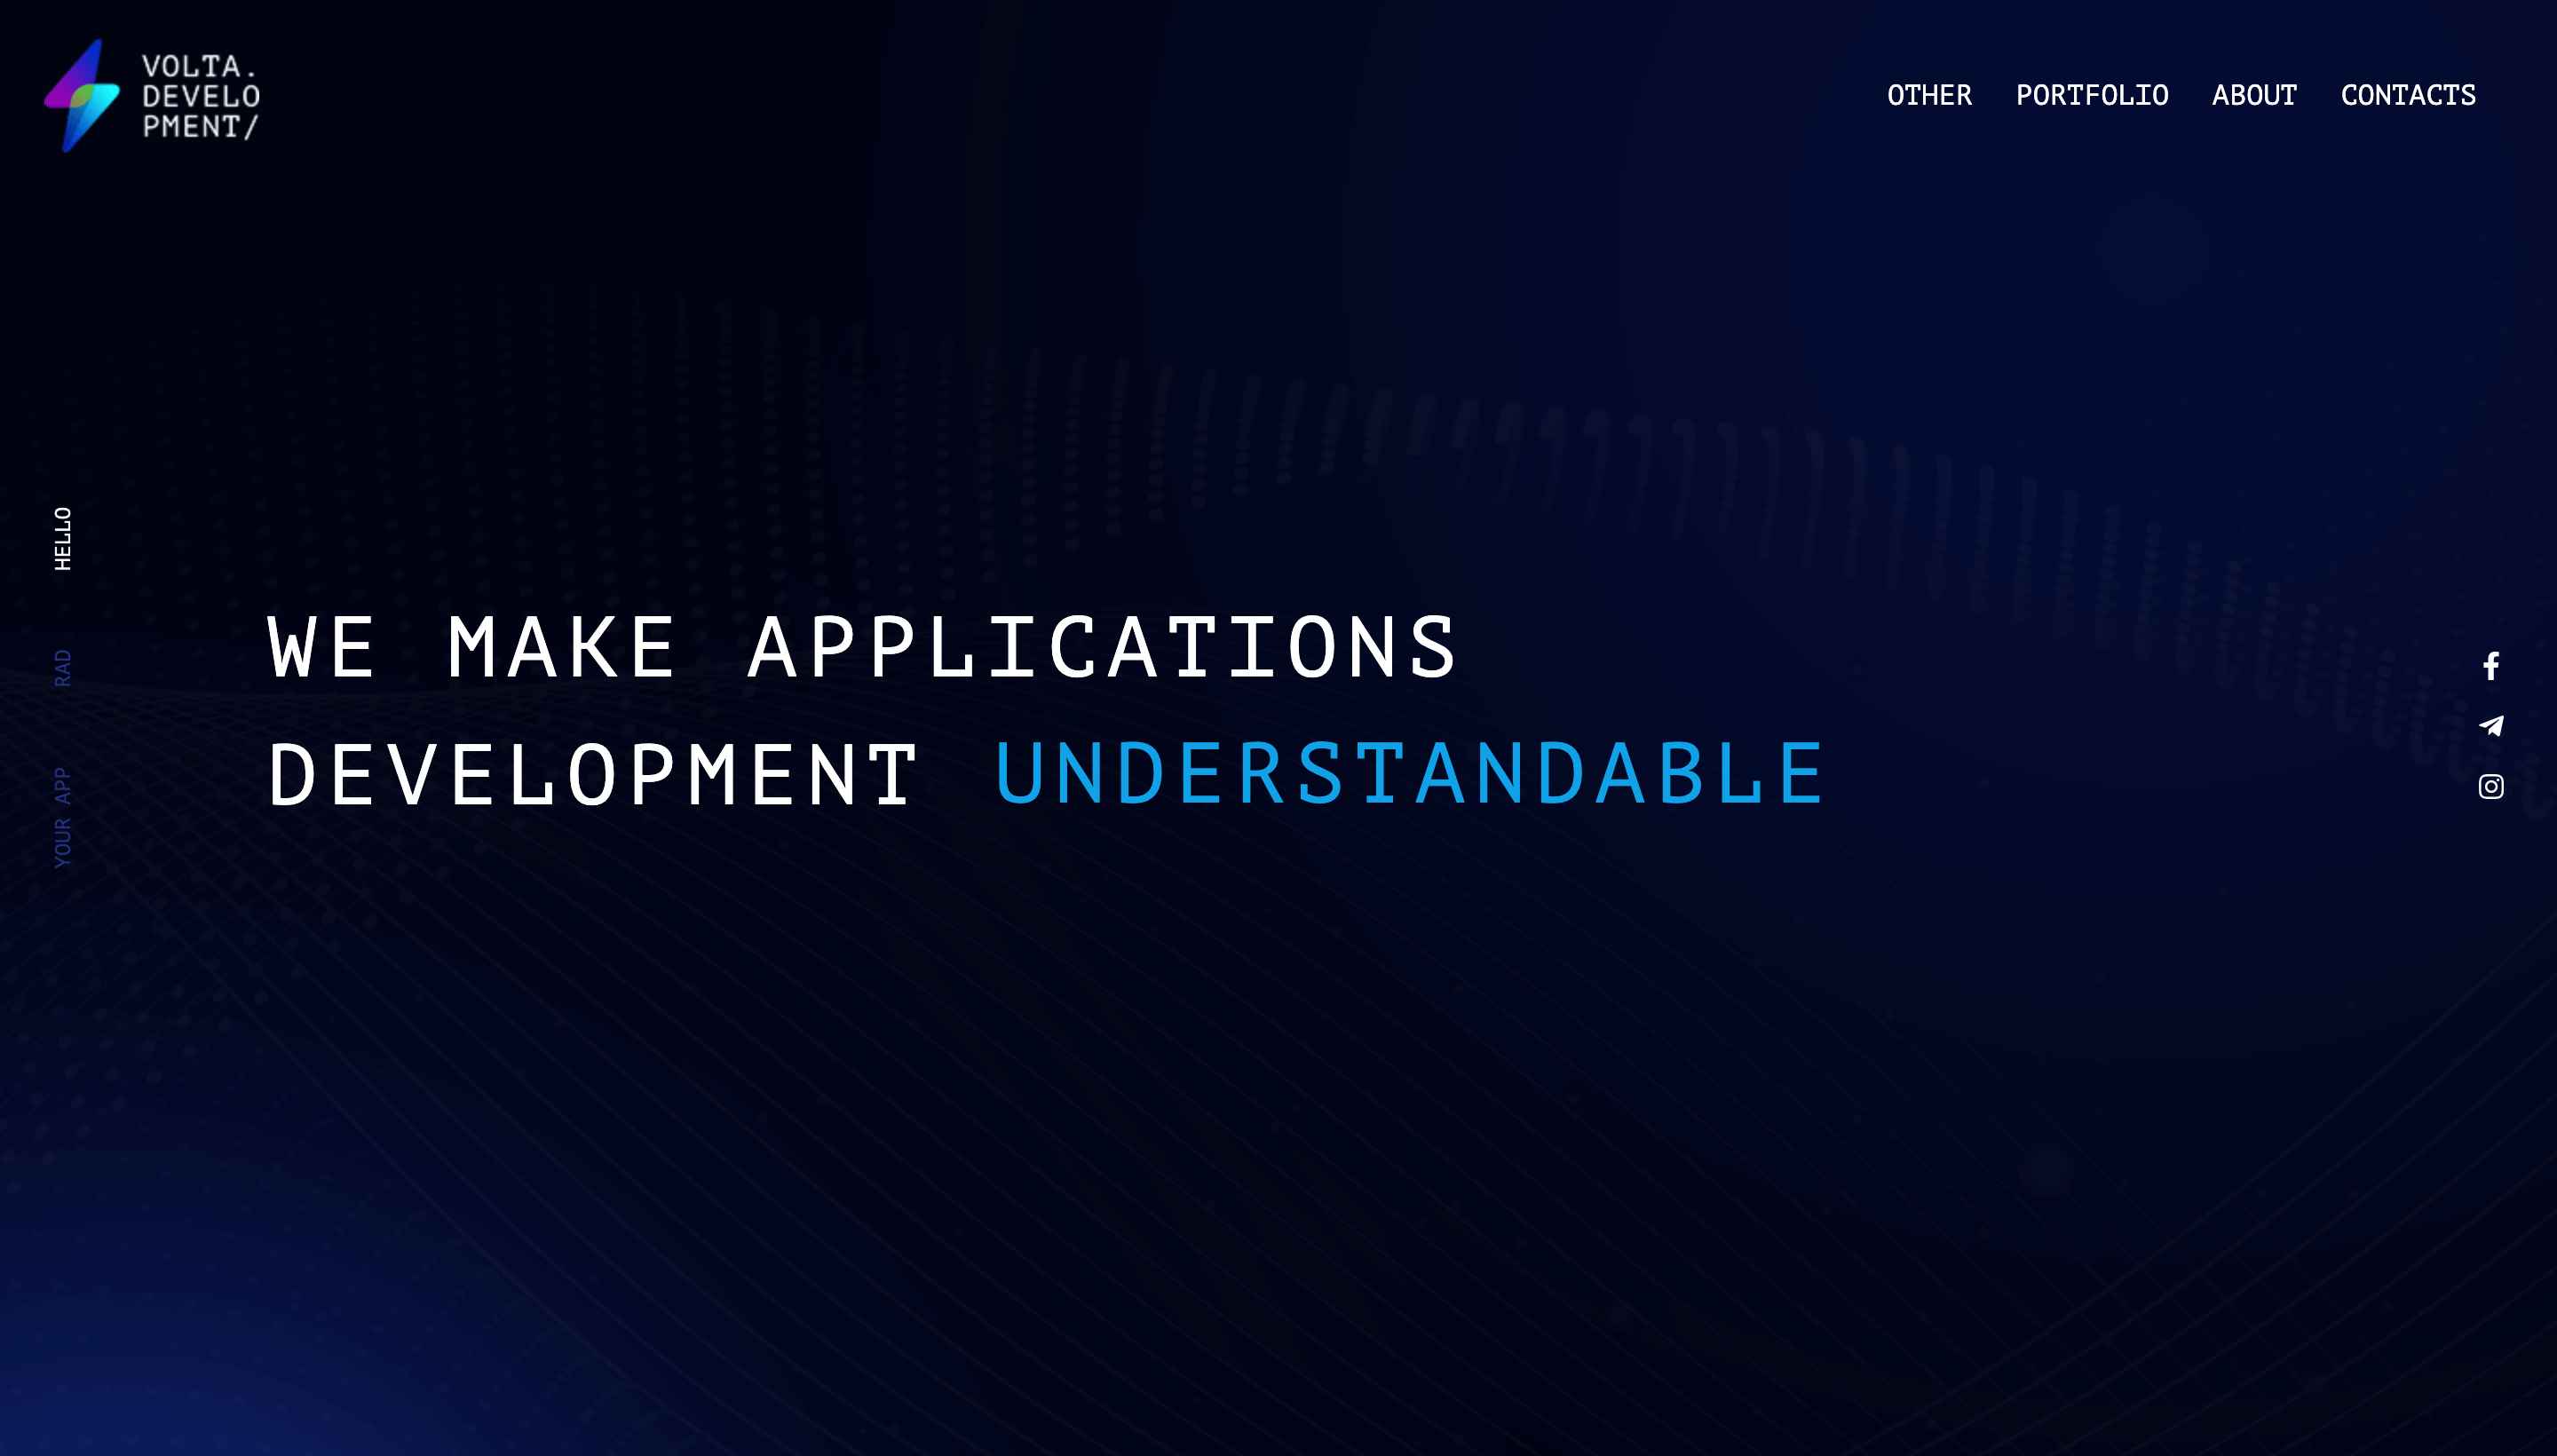 VOLTA.
DEVELO
PMENT/
OTHER PORTFOLIO ABOUT CONTACTS
HELLO
RAD
YOUR APP
WE MAKE APPLICATIONS
DEVELOPMENT UNDERSTANDABLE